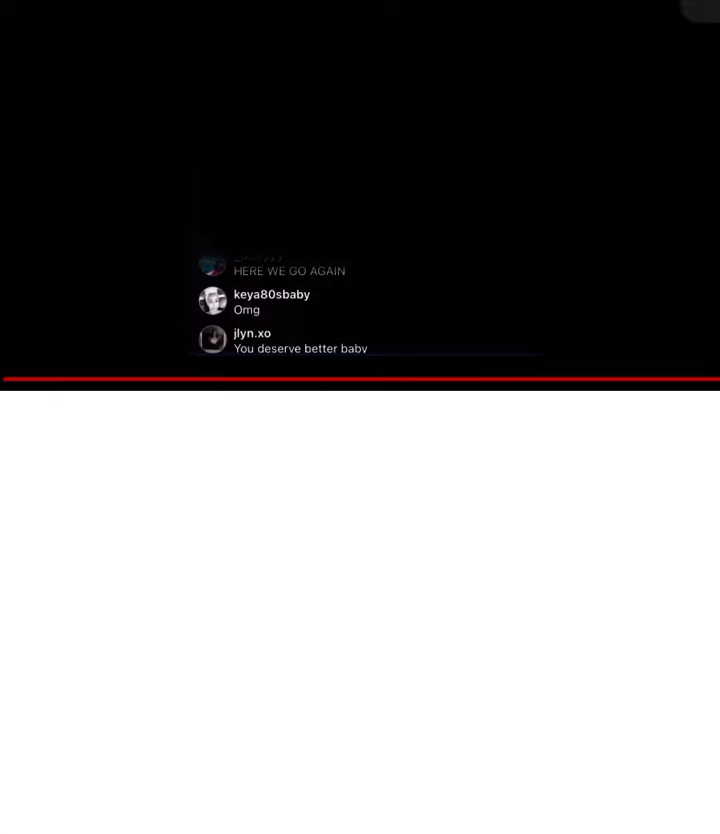 HERE WE GO AGAIN
keya80sbaby
Omg
jlyn.xo
You deserve better baby